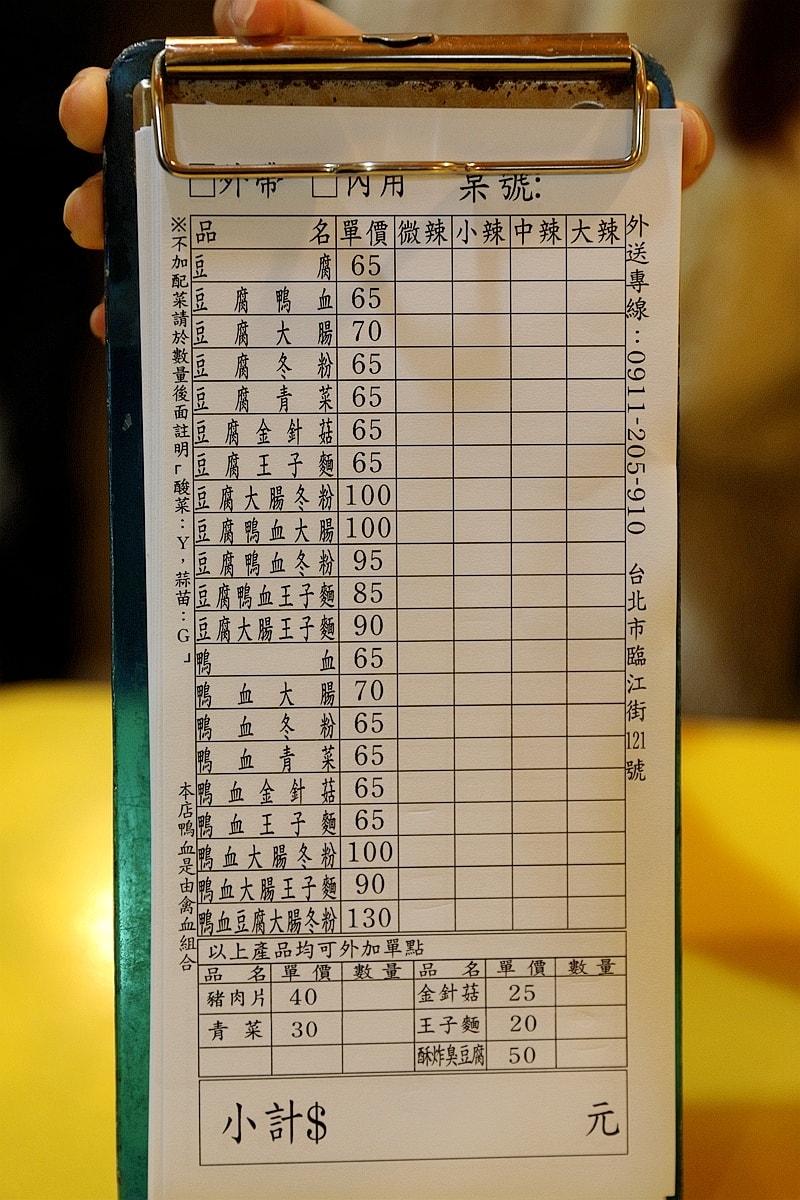 □外帶 □內用 桌號:
品名 單價 微辣 小辣 中辣 大辣
豆腐 65
豆腐鴨血 65
豆腐大腸 70
豆腐冬粉 65
豆腐青菜 65
豆腐金針菇 65
豆腐王子麵 65
豆腐大腸冬粉 100
豆腐鴨血大腸 100
豆腐鴨血冬粉 95
豆腐鴨血王子麵 85
豆腐大腸王子麵 90
鴨血 65
鴨血大腸 70
鴨血冬粉 65
鴨血青菜 65
鴨血金針菇 65
鴨血王子麵 65
鴨血大腸冬粉 100
鴨血大腸王子麵 90
鴨血豆腐大腸冬粉 130
以上產品均可外加單點
品名 單價 數量 品名 單價 數量
豬肉片 40 金針菇 25
青菜 30 王子麵 20
酥炸臭豆腐 50
小計$ 元
※不加配菜請於數量後面註明「酸菜:Y,蒜苗:G」
本店鴨血是由禽血組合
外送專線:0911-205-910 台北市臨江街121號